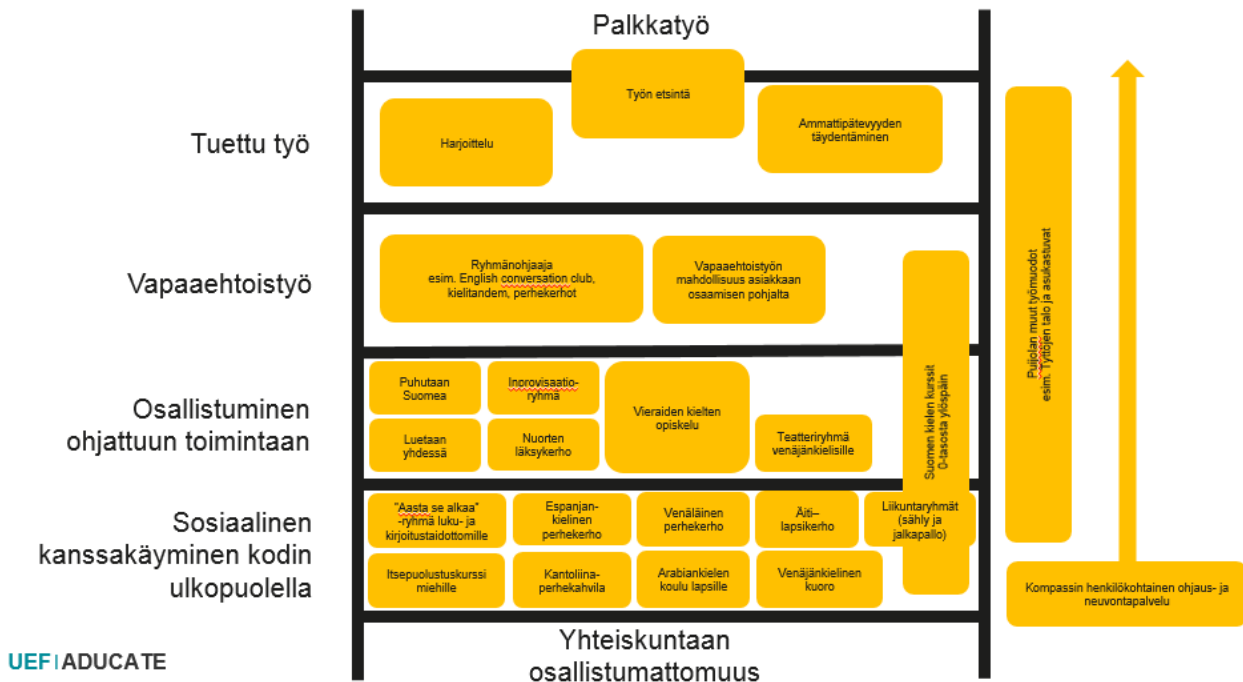 Palkkatyö
Työn etsintä
Tuettu työ
Harjoittelu
Ammattipätevyyden
täydentäminen
Vapaaehtoistyö
Ryhmänohjaaja
esim. English conversation club,
kielitandem, perhekerhot
Vapaaehtoistyön
mahdollisuus asiakkaan
osaamisen pohjalta
Osallistuminen
ohjattuun toimintaan
Puhutaan
Suomea
Inprovisaatio-
ryhmä
Vieraiden kielten
opiskelu
Luetaan
yhdessä
Nuorten
läksykerho
Teatteriryhmä
venäjänkielisille
Suomen kielen kurssit
0-tasosta ylöspäin
Puijolan muut työmuodot
esim. Tyttöjen talo ja asukastuvat
Sosiaalinen
kanssakäyminen kodin
ulkopuolella
"Aasta se alkaa"
-ryhmä luku- ja
kirjoitustaidottomille
Espanjan-
kielinen
perhekerho
Venäläinen
perhekerho
Äiti–
lapsikerho
Liikuntaryhmät
(sähly ja
jalkapallo)
Itsepuolustuskurssi
miehille
Kantoliina-
perhekahvila
Arabiankielen
koulu lapsille
Venäjänkielinen
kuoro
Kompassin henkilökohtainen ohjaus- ja
neuvontapalvelu
Yhteiskuntaan
osallistumattomuus
UEF | ADUCATE